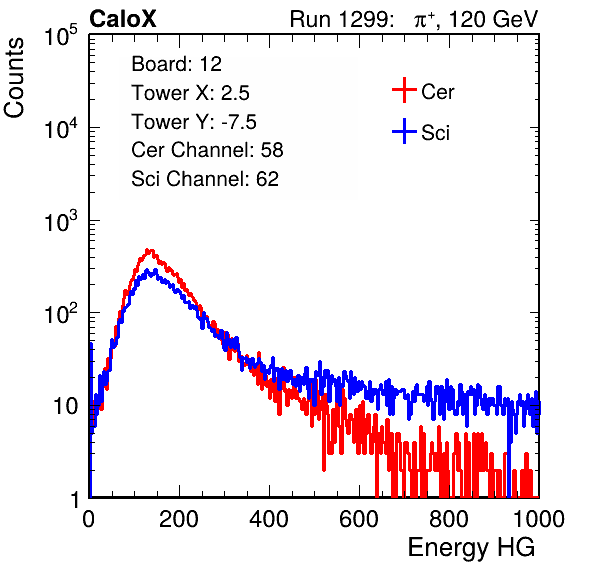 CaloX Run 1299: π⁺, 120 GeV
Counts
Board: 12
Tower X: 2.5
Tower Y: -7.5
Cer Channel: 58
Sci Channel: 62
Cer
Sci
10⁵
10⁴
10³
10²
10
1
0 200 400 600 800 1000
Energy HG